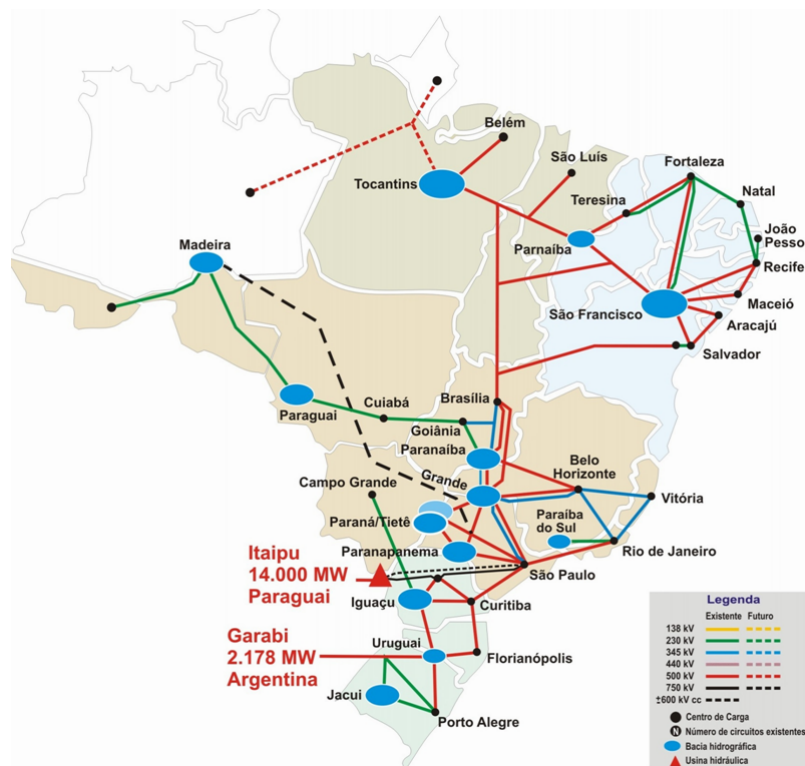 Belém
São Luís
Fortaleza
Tocantins
Teresina
Natal
João
Pesso
Parnaíba
Madeira
Recife
São Francisco
Maceió
Aracajú
Salvador
Brasília
Cuiabá
Paraguai
Goiânia
Paranaíba
Belo
Horizonte
Grande
Campo Grande
Vitória
Paraíba
do Sul
Paraná/Tietê
Itaipu
14.000 MW
Paraguai
Paranapanema
Rio de Janeiro
São Paulo
Iguaçu
Curitiba
Garabi
2.178 MW
Argentina
Uruguai
Florianópolis
Jacui
Porto Alegre
Legenda
Existente Futuro
138 kV
230 kV
345 kV
440 kV
500 kV
750 kV
±600 kV cc
Centro de Carga
N Número de circuitos existentes
Bacia hidrográfica
Usina hidráulica